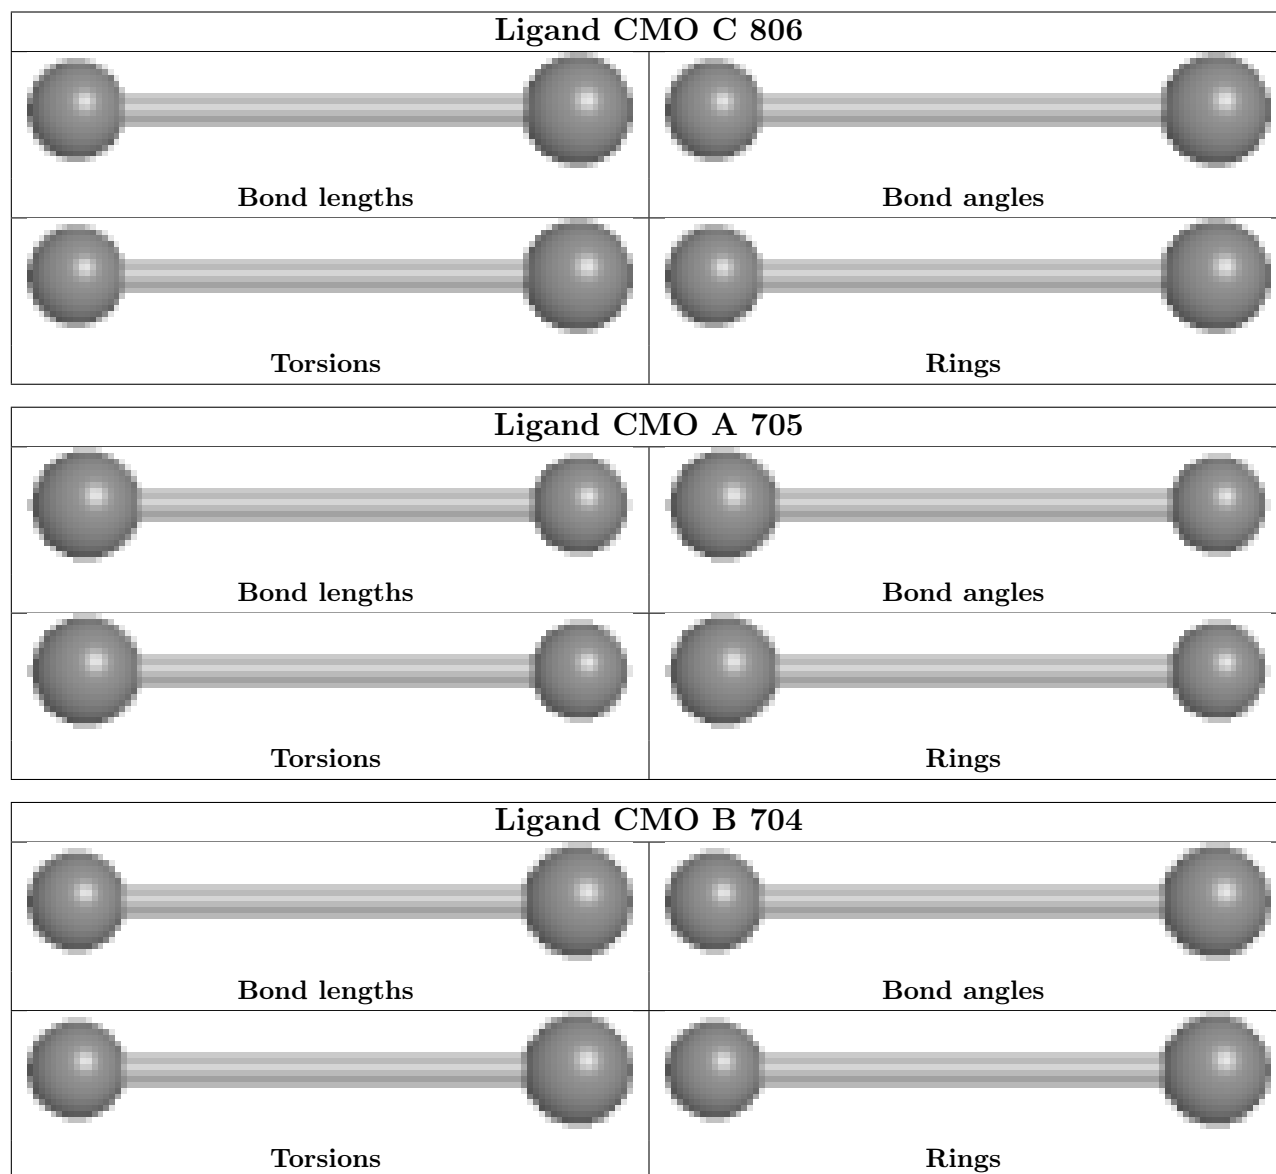 Ligand CMO C 806
Bond lengths Bond angles
Torsions Rings
Ligand CMO A 705
Bond lengths Bond angles
Torsions Rings
Ligand CMO B 704
Bond lengths Bond angles
Torsions Rings